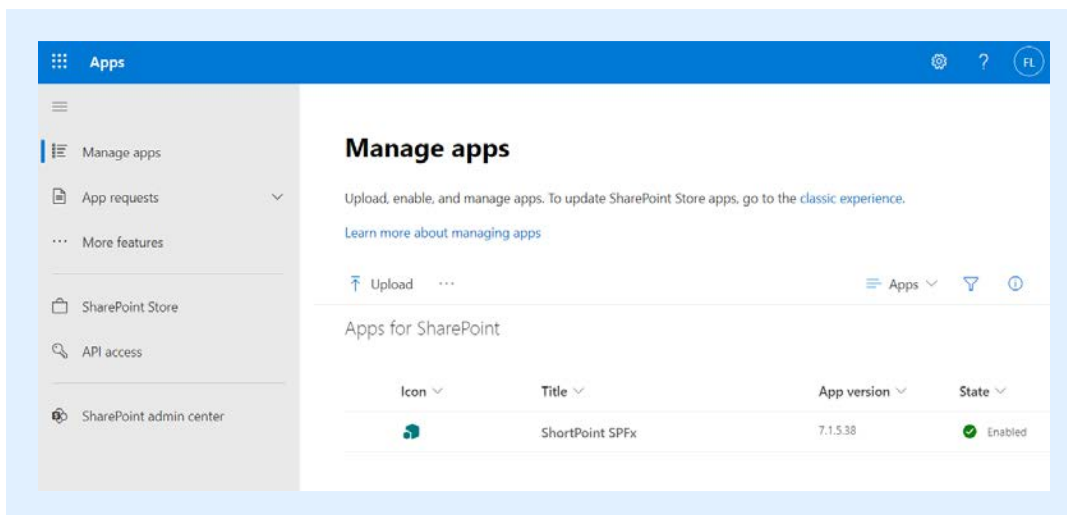 Apps
?
FL
Manage apps
App requests
More features
SharePoint Store
API access
SharePoint admin center
Manage apps
Upload, enable, and manage apps. To update SharePoint Store apps, go to the classic experience.
Learn more about managing apps
Upload ...
Apps
Apps for SharePoint
Icon Title App version State
ShortPoint SPFx 7.1.5.38 Enabled